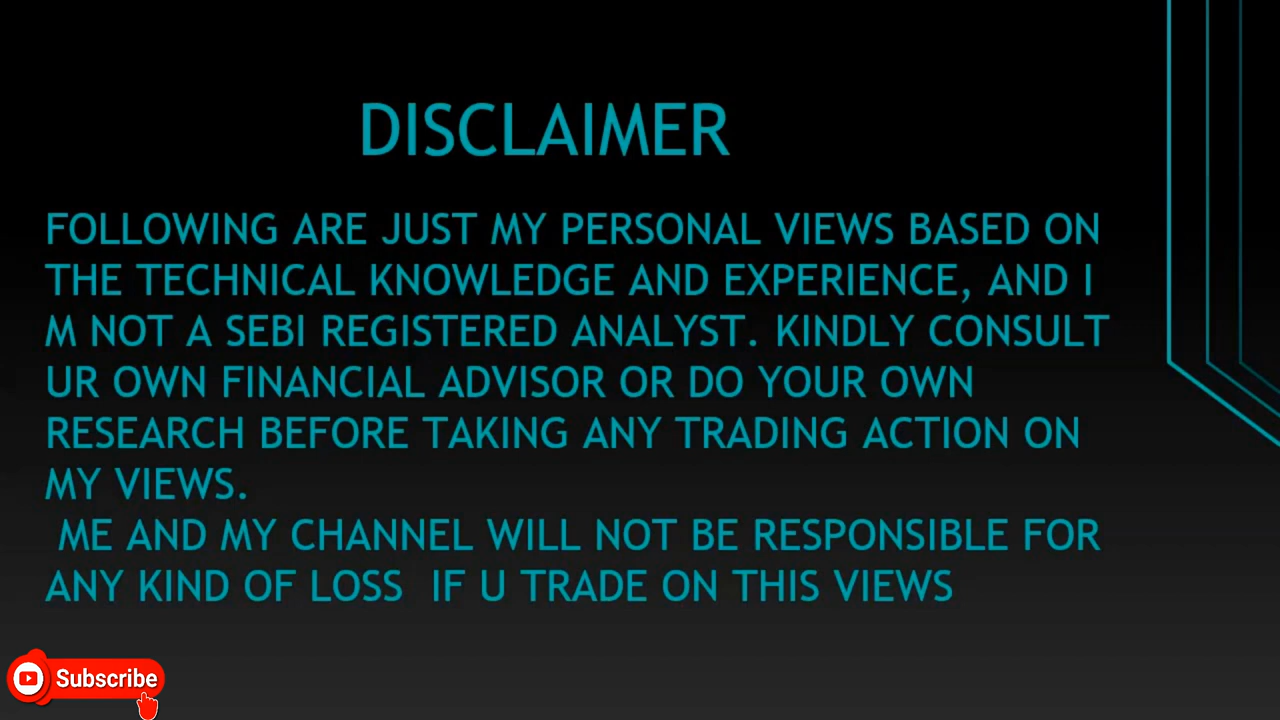 DISCLAIMER
FOLLOWING ARE JUST MY PERSONAL VIEWS BASED ON
THE TECHNICAL KNOWLEDGE AND EXPERIENCE, AND I
M NOT A SEBI REGISTERED ANALYST. KINDLY CONSULT
UR OWN FINANCIAL ADVISOR OR DO YOUR OWN
RESEARCH BEFORE TAKING ANY TRADING ACTION ON
MY VIEWS.
ME AND MY CHANNEL WILL NOT BE RESPONSIBLE FOR
ANY KIND OF LOSS  IF U TRADE ON THIS VIEWS
Subscribe